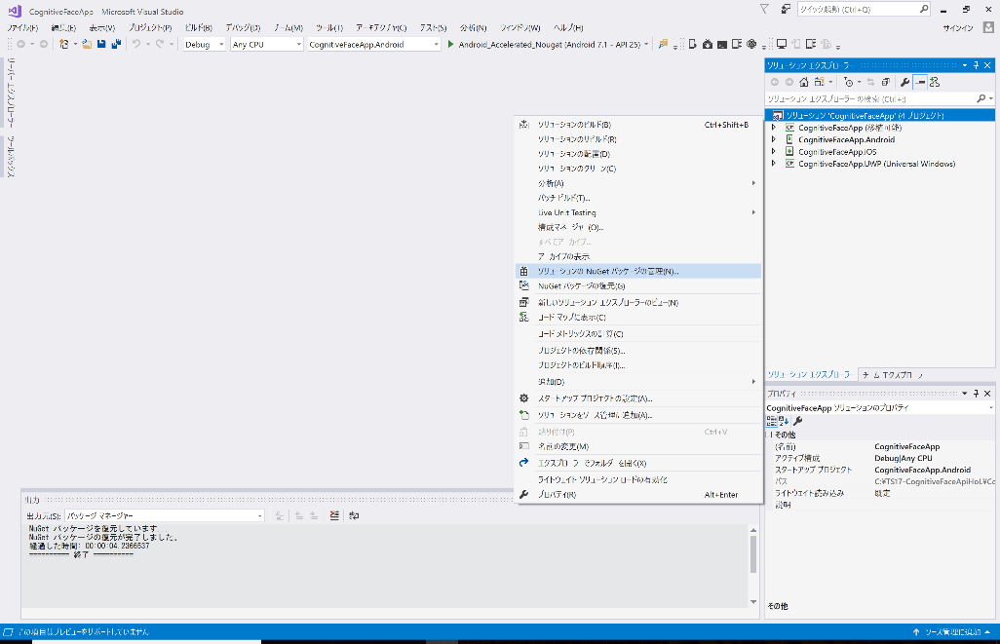 CognitiveFaceApp - Microsoft Visual Studio
クイック起動 (Ctrl+Q)
ファイル(F) 編集(E) 表示(V) プロジェクト(P) ビルド(B) デバッグ(D) チーム(M) ツール(T) アーキテクチャ(C) テスト(S) 分析(N) ウィンドウ(W) ヘルプ(H)
サインイン
Debug Any CPU CognitiveFaceApp.Android Android_Accelerated_Nougat (Android 7.1 - API 25)
サーバー エクスプローラー
ツールボックス
ソリューション エクスプローラー
ソリューション エクスプローラー の検索 (Ctrl+;)
ソリューション 'CognitiveFaceApp' (4 プロジェクト)
CognitiveFaceApp (移植可能)
CognitiveFaceApp.Android
CognitiveFaceApp.iOS
CognitiveFaceApp.UWP (Universal Windows)
ソリューションのビルド(B) Ctrl+Shift+B
ソリューションのリビルド(R)
ソリューションの配置(D)
ソリューションのクリーン(C)
分析(A)
バッチ ビルド(T)...
Live Unit Testing
構成マネージャー(O)...
すべてアーカイブ...
アーカイブの表示
ソリューションの NuGet パッケージの管理(N)...
NuGet パッケージの復元(G)
新しいソリューション エクスプローラーのビュー(N)
コード マップに表示(C)
コード メトリックスの計算(C)
プロジェクトの依存関係(S)...
プロジェクトのビルド順序(I)...
追加(D)
スタートアップ プロジェクトの設定(A)...
ソリューションをソース管理に追加(A)...
貼り付け(P) Ctrl+V
名前の変更(M)
エクスプローラーでフォルダーを開く(X)
ライトウェイト ソリューション ロードの有効化
プロパティ(R) Alt+Enter
ソリューション エクスプローラー チーム エクスプローラー
プロパティ
CognitiveFaceApp ソリューションのプロパティ
その他
(名前) CognitiveFaceApp
アクティブ構成 Debug|Any CPU
スタートアップ プロジェクト CognitiveFaceApp.Android
パス C:¥TS17-CognitiveFaceApiHoL¥Co
ライトウェイト読み込み 既定
説明
その他
出力
出力元(S): パッケージ マネージャー
NuGet パッケージを復元しています...
NuGet パッケージの復元が完了しました。
経過した時間: 00:00:04.2366537
========== 終了 ==========
この項目はプレビューをサポートしていません
ソース管理に追加